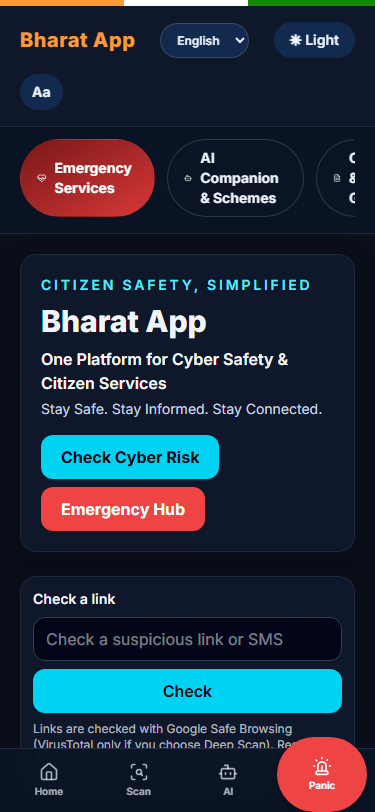 Bharat App
English
Light
Aa
Emergency
Services
AI
Companion
& Schemes
&
CITIZEN SAFETY, SIMPLIFIED
Bharat App
One Platform for Cyber Safety &
Citizen Services
Stay Safe. Stay Informed. Stay Connected.
Check Cyber Risk
Emergency Hub
Check a link
Check a suspicious link or SMS
Check
Links are checked with Google Safe Browsing
(VirusTotal only if you choose Deep Scan).
Home
Scan
AI
Panic